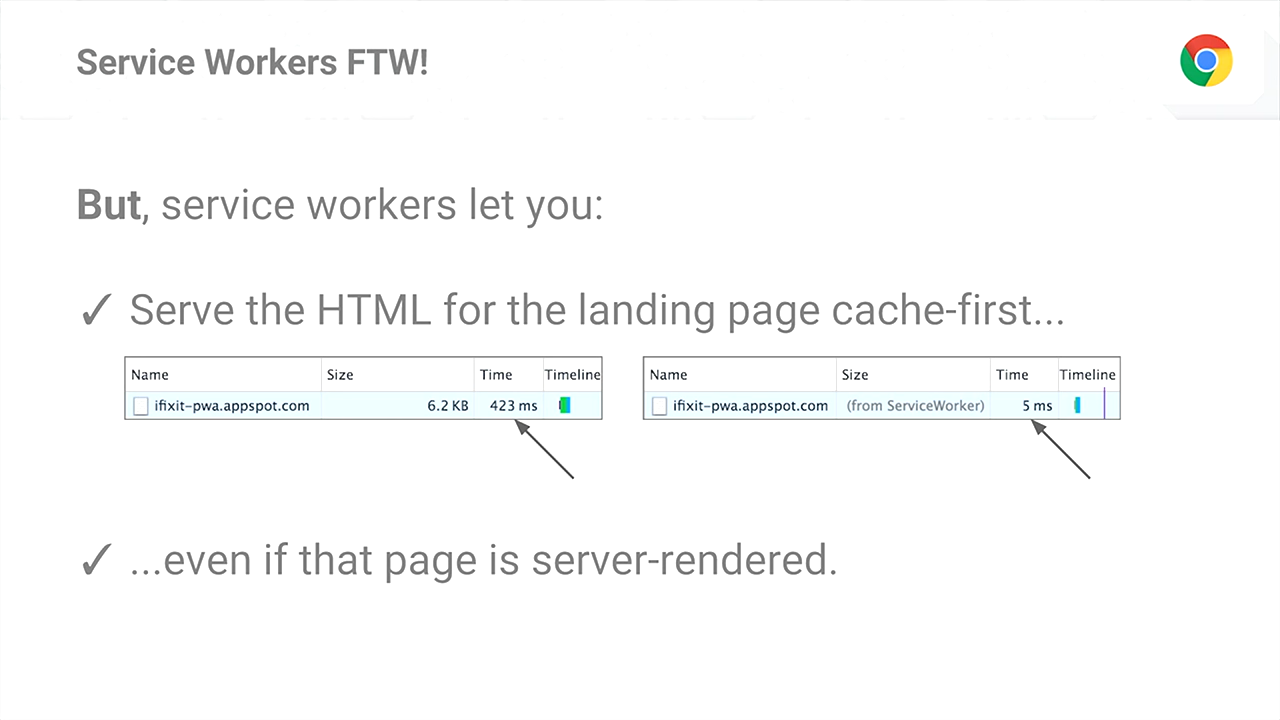 Service Workers FTW!
But, service workers let you:
✓ Serve the HTML for the landing page cache-first...
Name Size Time Timeline
ifixit-pwa.appspot.com 6.2 KB 423 ms
Name Size Time Timeline
ifixit-pwa.appspot.com (from ServiceWorker) 5 ms
✓ ...even if that page is server-rendered.